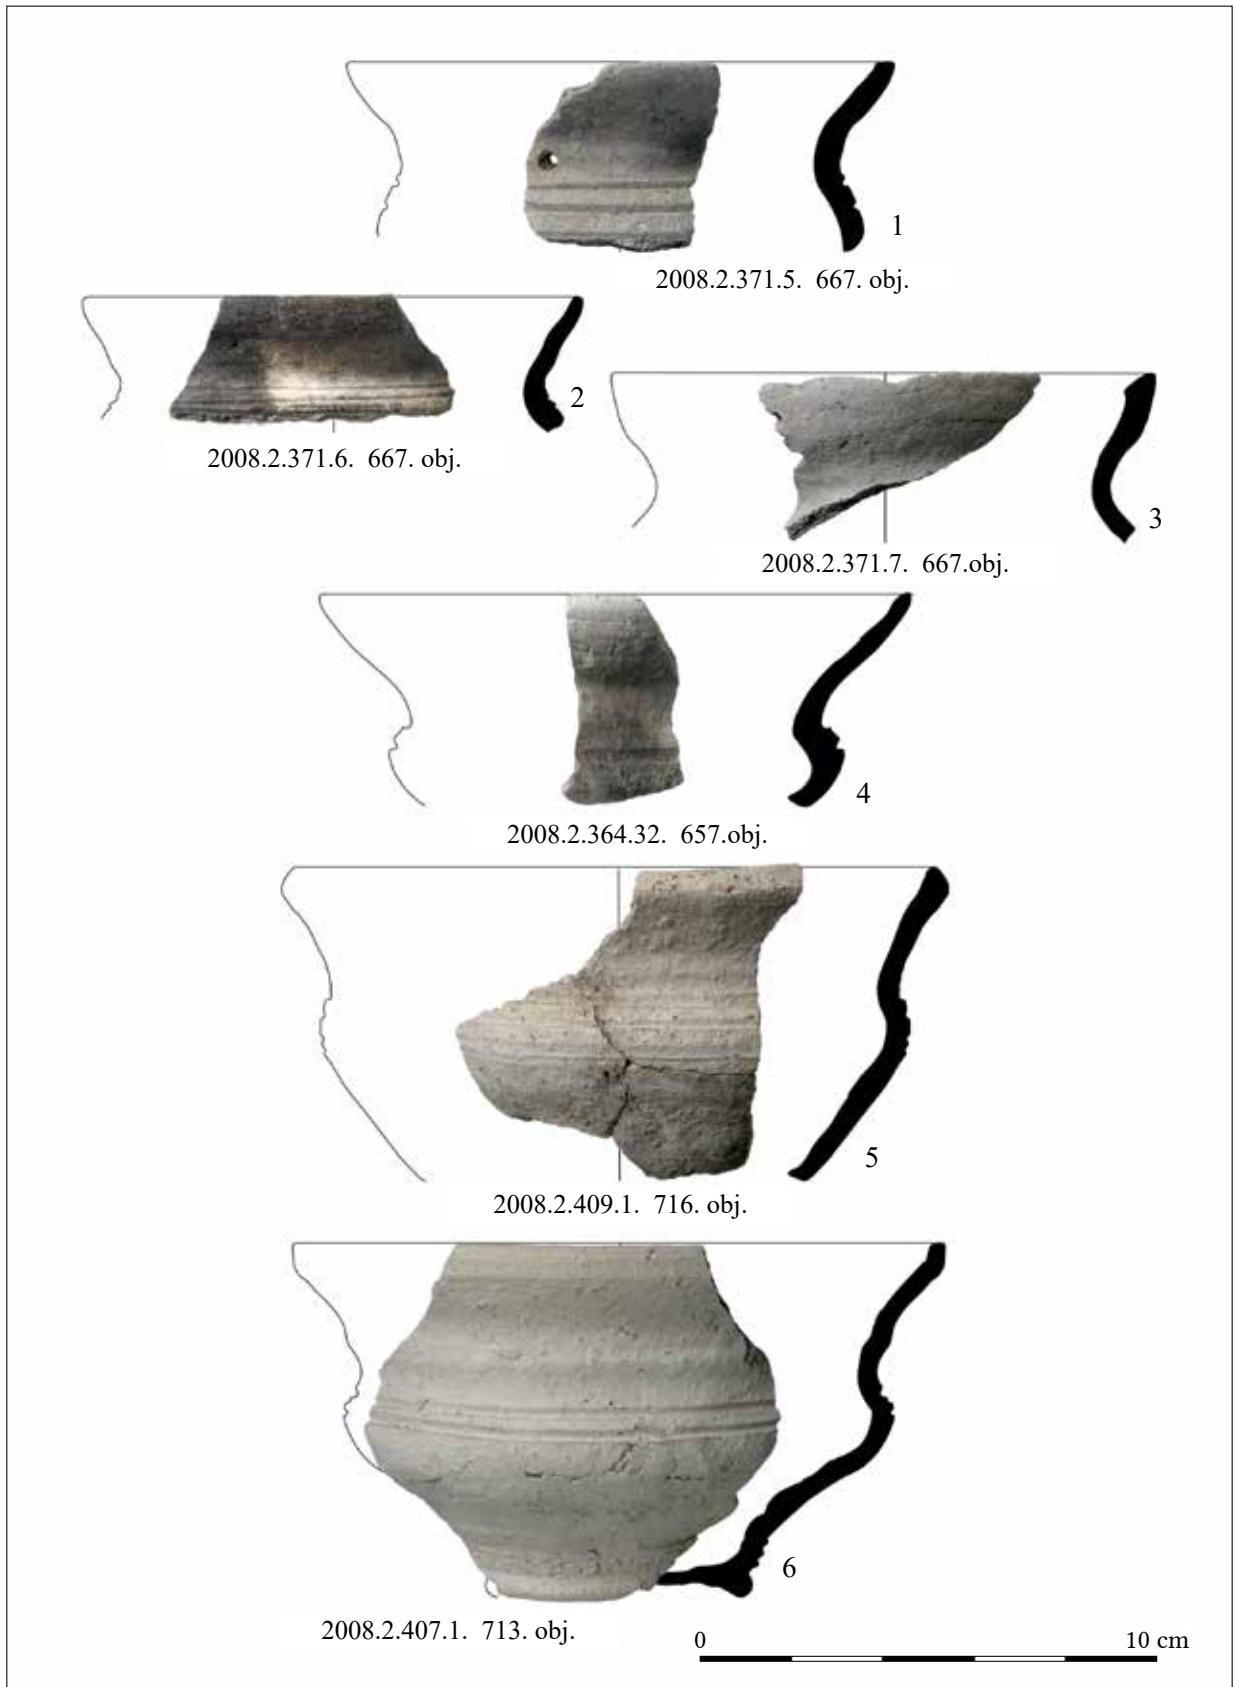 1
2008.2.371.5. 667. obj.
2
2008.2.371.6. 667. obj.
3
2008.2.371.7. 667.obj.
4
2008.2.364.32. 657.obj.
5
2008.2.409.1. 716. obj.
6
2008.2.407.1. 713. obj.
0 10 cm